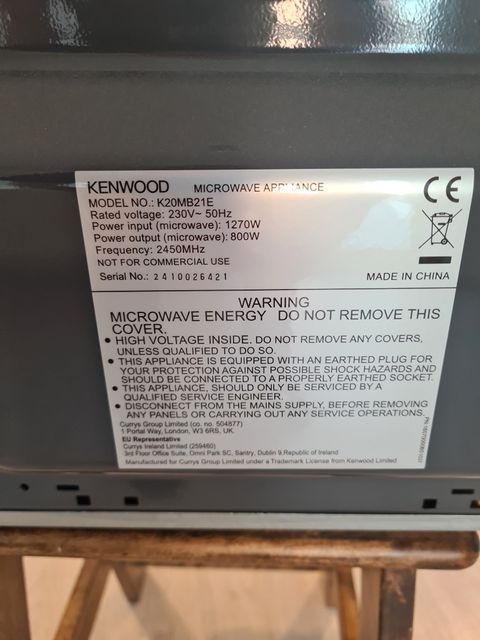 KENWOOD MICROWAVE APPLIANCE
MODEL NO.: K20MB21E
Rated voltage: 230V~ 50Hz
Power input (microwave): 1270W
Power output (microwave): 800W
Frequency: 2450MHz
NOT FOR COMMERCIAL USE
Serial No.: 2410026421
MADE IN CHINA
CE
WARNING
MICROWAVE ENERGY DO NOT REMOVE THIS
COVER.
• HIGH VOLTAGE INSIDE. DO NOT REMOVE ANY COVERS,
UNLESS QUALIFIED TO DO SO.
• THIS APPLIANCE IS EQUIPPED WITH AN EARTHED PLUG FOR
YOUR PROTECTION AGAINST POSSIBLE SHOCK HAZARDS AND
SHOULD BE CONNECTED TO A PROPERLY EARTHED SOCKET.
• THIS APPLIANCE, SHOULD ONLY BE SERVICED BY A
QUALIFIED SERVICE ENGINEER.
• DISCONNECT FROM THE MAINS SUPPLY, BEFORE REMOVING
ANY PANELS OR CARRYING OUT ANY SERVICE OPERATIONS.
Currys Group Limited (co. no. 504877)
1 Portal Way, London, W3 6RS, UK
EU Representative
Currys Ireland Limited (259460)
3rd Floor Office Suite, Omni Park SC, Santry, Dublin 9,Republic of Ireland
Manufactured for Currys Group Limited under a Trademark License from Kenwood Limited